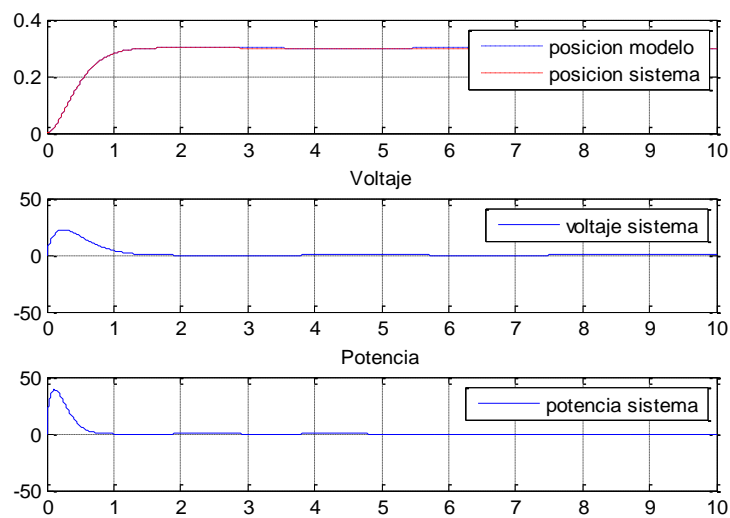 0.4
0.2
0
posicion modelo
posicion sistema
0 1 2 3 4 5 6 7 8 9 10
Voltaje
50
0
-50
voltaje sistema
0 1 2 3 4 5 6 7 8 9 10
Potencia
50
0
-50
potencia sistema
0 1 2 3 4 5 6 7 8 9 10